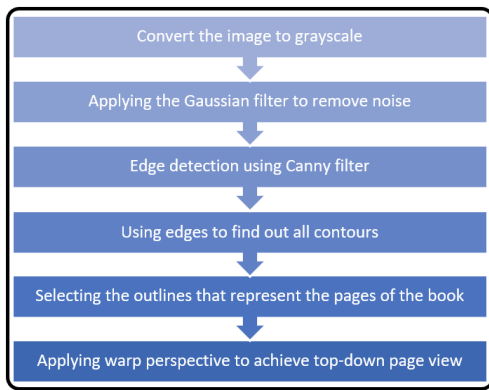 Convert the image to grayscale
Applying the Gaussian filter to remove noise
Edge detection using Canny filter
Using edges to find out all contours
Selecting the outlines that represent the pages of the book
Applying warp perspective to achieve top-down page view